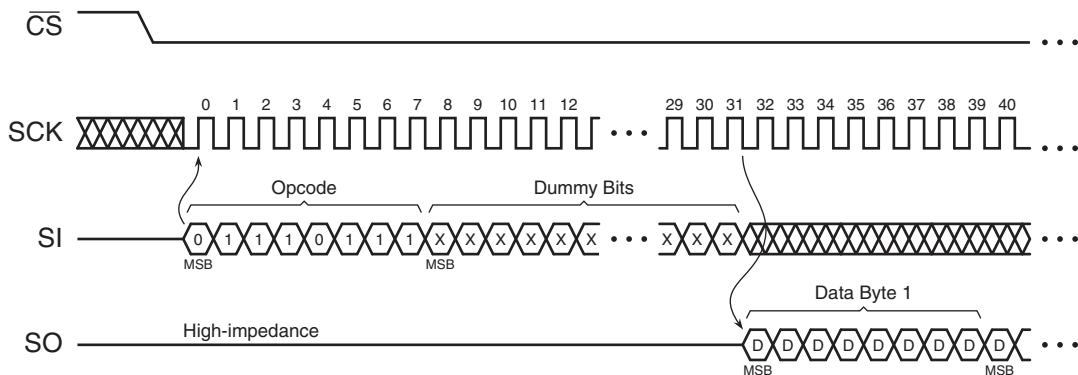 CS
0 1 2 3 4 5 6 7 8 9 10 11 12 29 30 31 32 33 34 35 36 37 38 39 40
SCK
Opcode Dummy Bits
SI 0 1 1 1 0 1 1 1 X X X X X X X X X
MSB MSB
Data Byte 1
High-impedance
SO D D D D D D D D D
MSB MSB